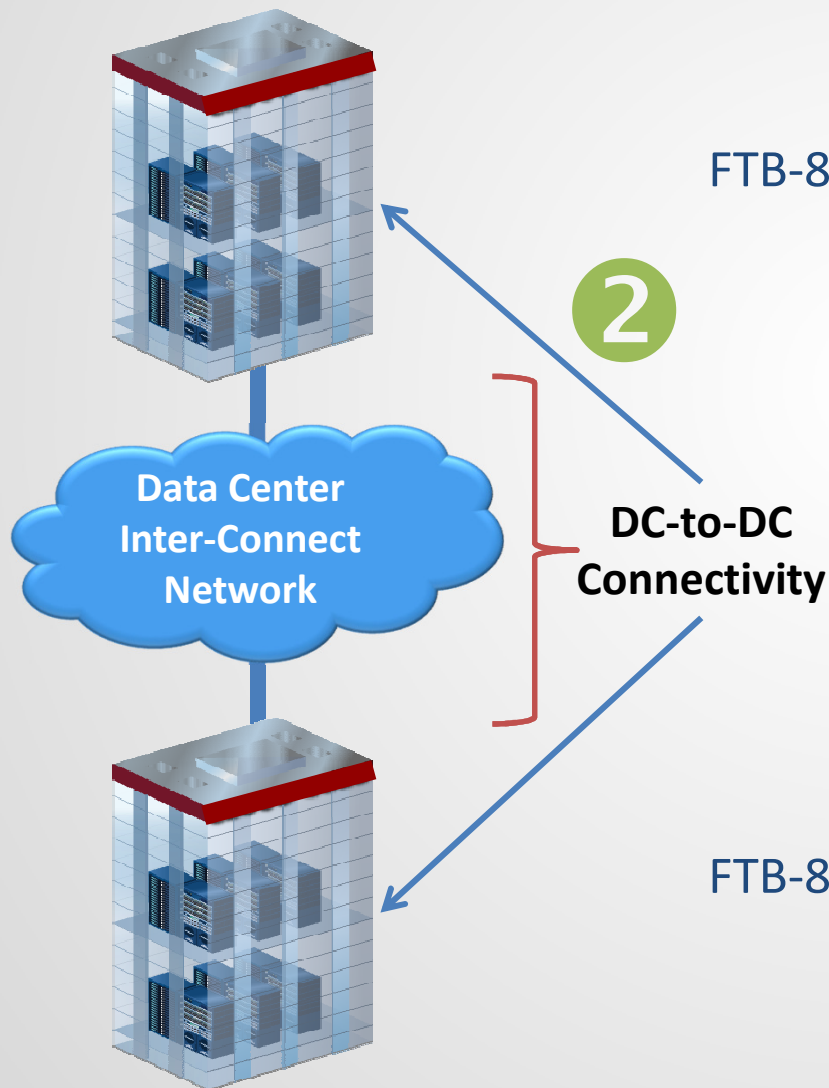 FTB-8
2
Data Center
Inter-Connect
Network
DC-to-DC
Connectivity
FTB-8